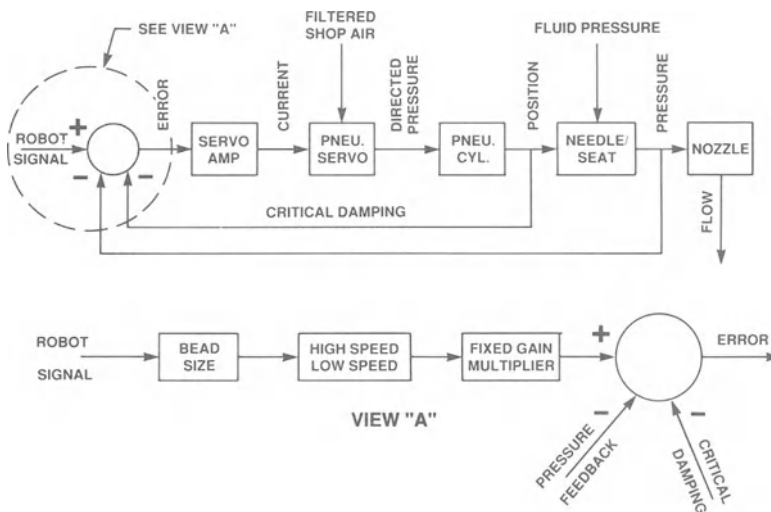 FILTERED
SHOP AIR
FLUID PRESSURE
SEE VIEW "A"
ERROR
CURRENT
DIRECTED
PRESSURE
POSITION
PRESSURE
+
ROBOT
SIGNAL
-
-
SERVO
AMP
PNEU.
SERVO
PNEU.
CYL.
NEEDLE/
SEAT
NOZZLE
CRITICAL DAMPING
FLOW
ROBOT
SIGNAL
BEAD
SIZE
HIGH SPEED
LOW SPEED
FIXED GAIN
MULTIPLIER
+
ERROR
-
-
VIEW "A"
PRESSURE
FEEDBACK
CRITICAL
DAMPING